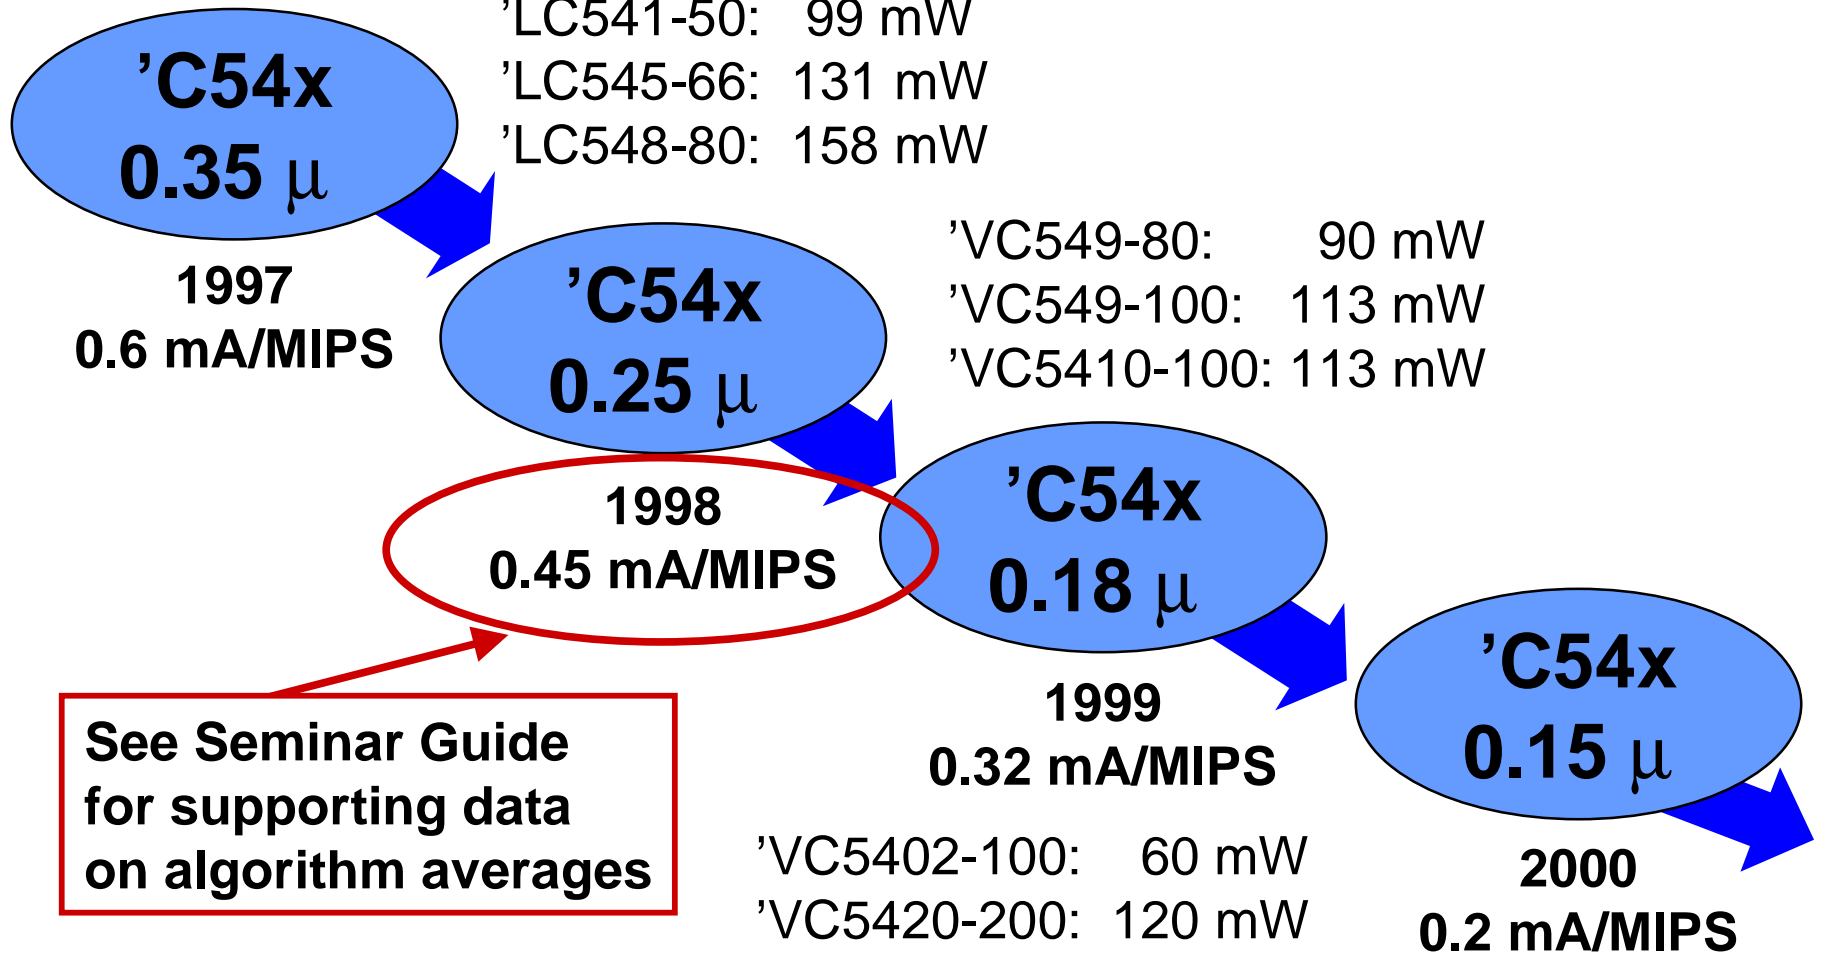 ’LC541-50: 99 mW
’LC545-66: 131 mW
’LC548-80: 158 mW
’C54x
0.35 μ
1997
0.6 mA/MIPS
’VC549-80: 90 mW
’VC549-100: 113 mW
’VC5410-100: 113 mW
’C54x
0.25 μ
1998
0.45 mA/MIPS
’C54x
0.18 μ
1999
0.32 mA/MIPS
’VC5402-100: 60 mW
’VC5420-200: 120 mW
’C54x
0.15 μ
2000
0.2 mA/MIPS
See Seminar Guide
for supporting data
on algorithm averages